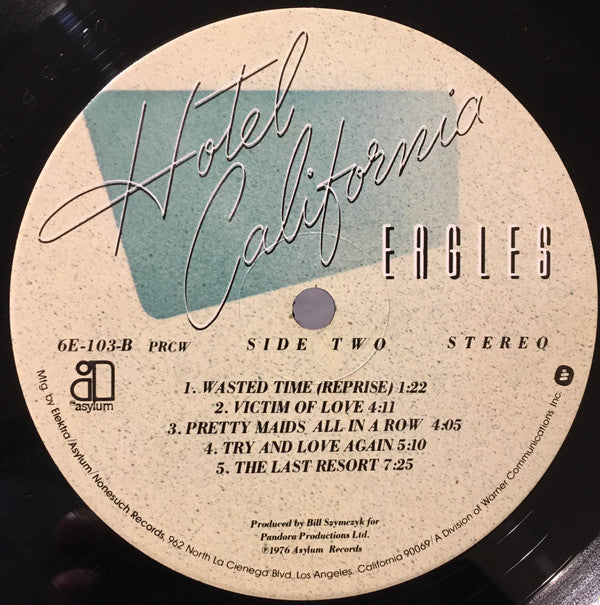 Hotel
California
EAGLES
6E-103-B PRCW SIDE TWO STEREO
asylum
1. WASTED TIME (REPRISE) 1:22
2. VICTIM OF LOVE 4:11
3. PRETTY MAIDS ALL IN A ROW 4:05
4. TRY AND LOVE AGAIN 5:10
5. THE LAST RESORT 7:25
Produced by Bill Szymczyk for
Pandora Productions Ltd.
℗1976 Asylum Records
Mfg. by Elektra/Asylum/Nonesuch Records, 962 North La Cienega Blvd, Los Angeles, California 90069/A Division of Warner Communications Inc.